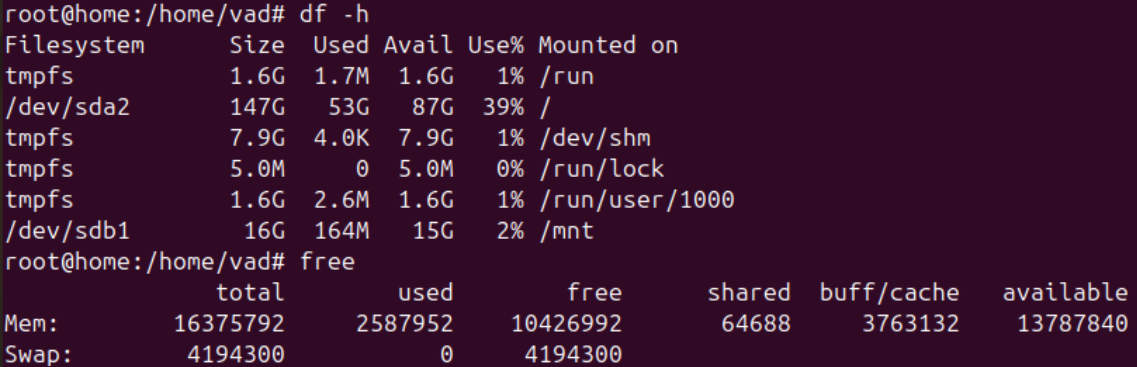 root@home:/home/vad# df -h
Filesystem      Size  Used Avail Use% Mounted on
tmpfs           1.6G  1.7M  1.6G   1% /run
/dev/sda2       147G   53G   87G  39% /
tmpfs           7.9G  4.0K  7.9G   1% /dev/shm
tmpfs           5.0M     0  5.0M   0% /run/lock
tmpfs           1.6G  2.6M  1.6G   1% /run/user/1000
/dev/sdb1        16G  164M   15G   2% /mnt
root@home:/home/vad# free
               total        used        free      shared  buff/cache   available
Mem:        16375792     2587952    10426992       64688     3763132    13787840
Swap:        4194300           0     4194300